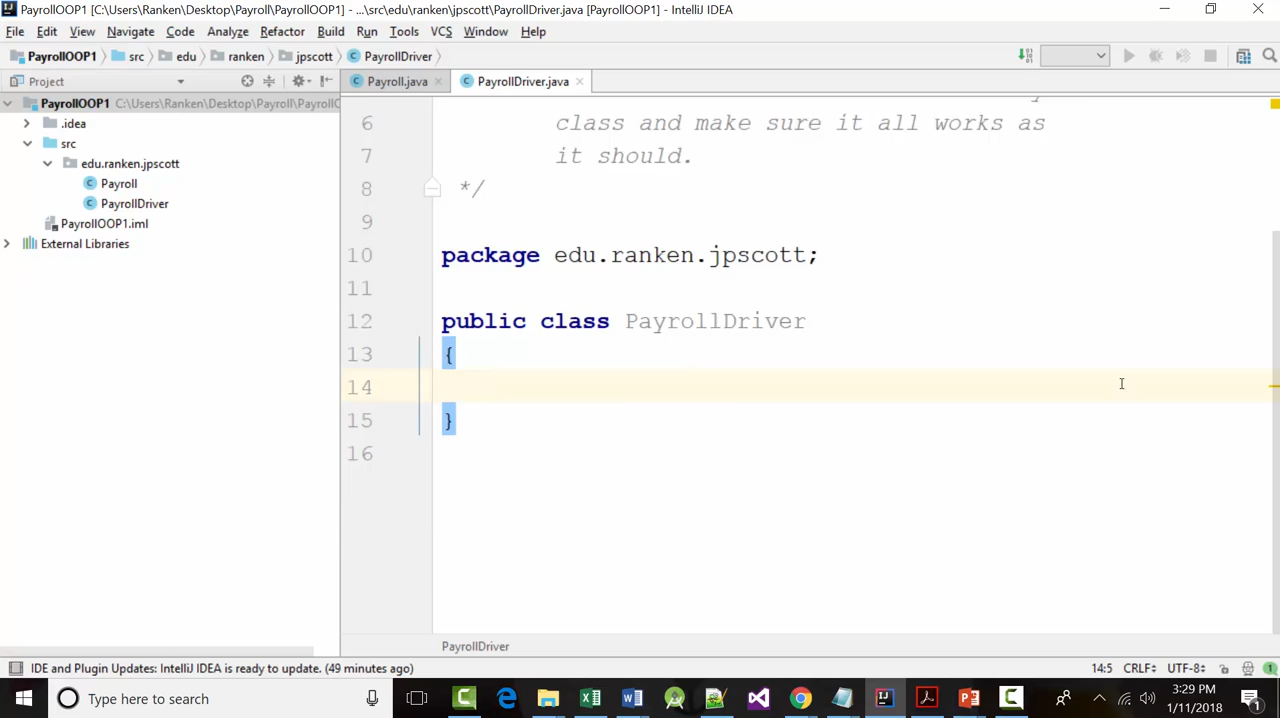 PayrollOOP1 [C:\Users\Ranken\Desktop\Payroll\PayrollOOP1] - ...\src\edu\ranken\jpscott\PayrollDriver.java [PayrollOOP1] - IntelliJ IDEA
File Edit View Navigate Code Analyze Refactor Build Run Tools VCS Window Help
PayrollOOP1 src edu ranken jpscott PayrollDriver
Project
Payroll.java PayrollDriver.java
PayrollOOP1 C:\Users\Ranken\Desktop\Payroll\PayrollO
.idea
src
edu.ranken.jpscott
Payroll
PayrollDriver
PayrollOOP1.iml
External Libraries
6 class and make sure it all works as
7 it should.
8 */
9
10 package edu.ranken.jpscott;
11
12 public class PayrollDriver
13 {
14
15 }
16
PayrollDriver
IDE and Plugin Updates: IntelliJ IDEA is ready to update. (49 minutes ago) 14:5 CRLF UTF-8 1
Type here to search
3:29 PM
1/11/2018
1